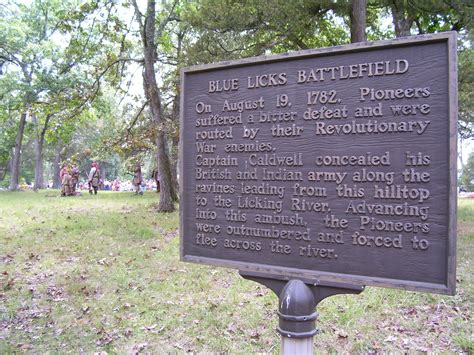 BLUE LICKS BATTLEFIELD
On August 19, 1782, Pioneers
suffered a bitter defeat and were
routed by their Revolutionary
War enemies.
Captain Caldwell concealed his
British and Indian army along the
ravines leading from this hilltop
to the Licking River. Advancing
into this ambush, the Pioneers
were outnumbered and forced to
flee across the river.